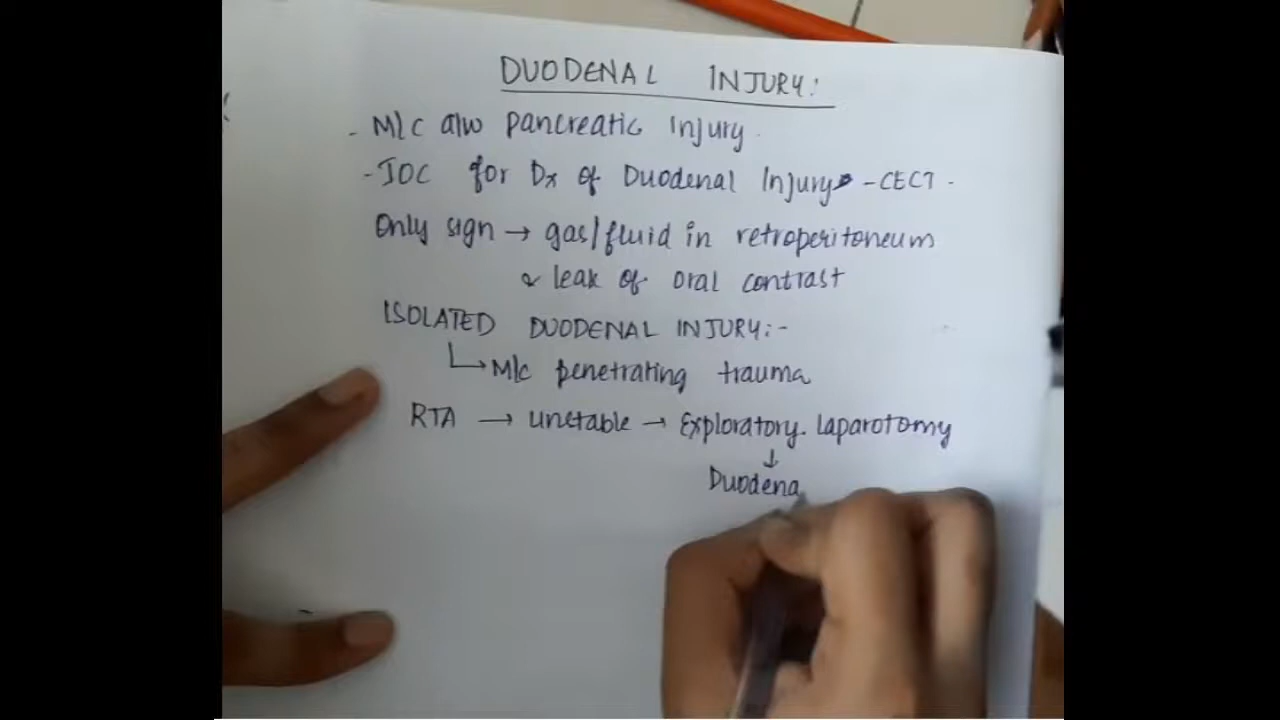 DUODENAL INJURY:
- M/c a/w pancreatic Injury.
- IOC for Dx of Duodenal Injury - CECT -
Only sign → gas/fluid in retroperitoneum
& leak of oral contrast
ISOLATED DUODENAL INJURY:-
↳ M/c penetrating trauma
RTA → Unstable → Exploratory. Laparotomy
↓
Duodena